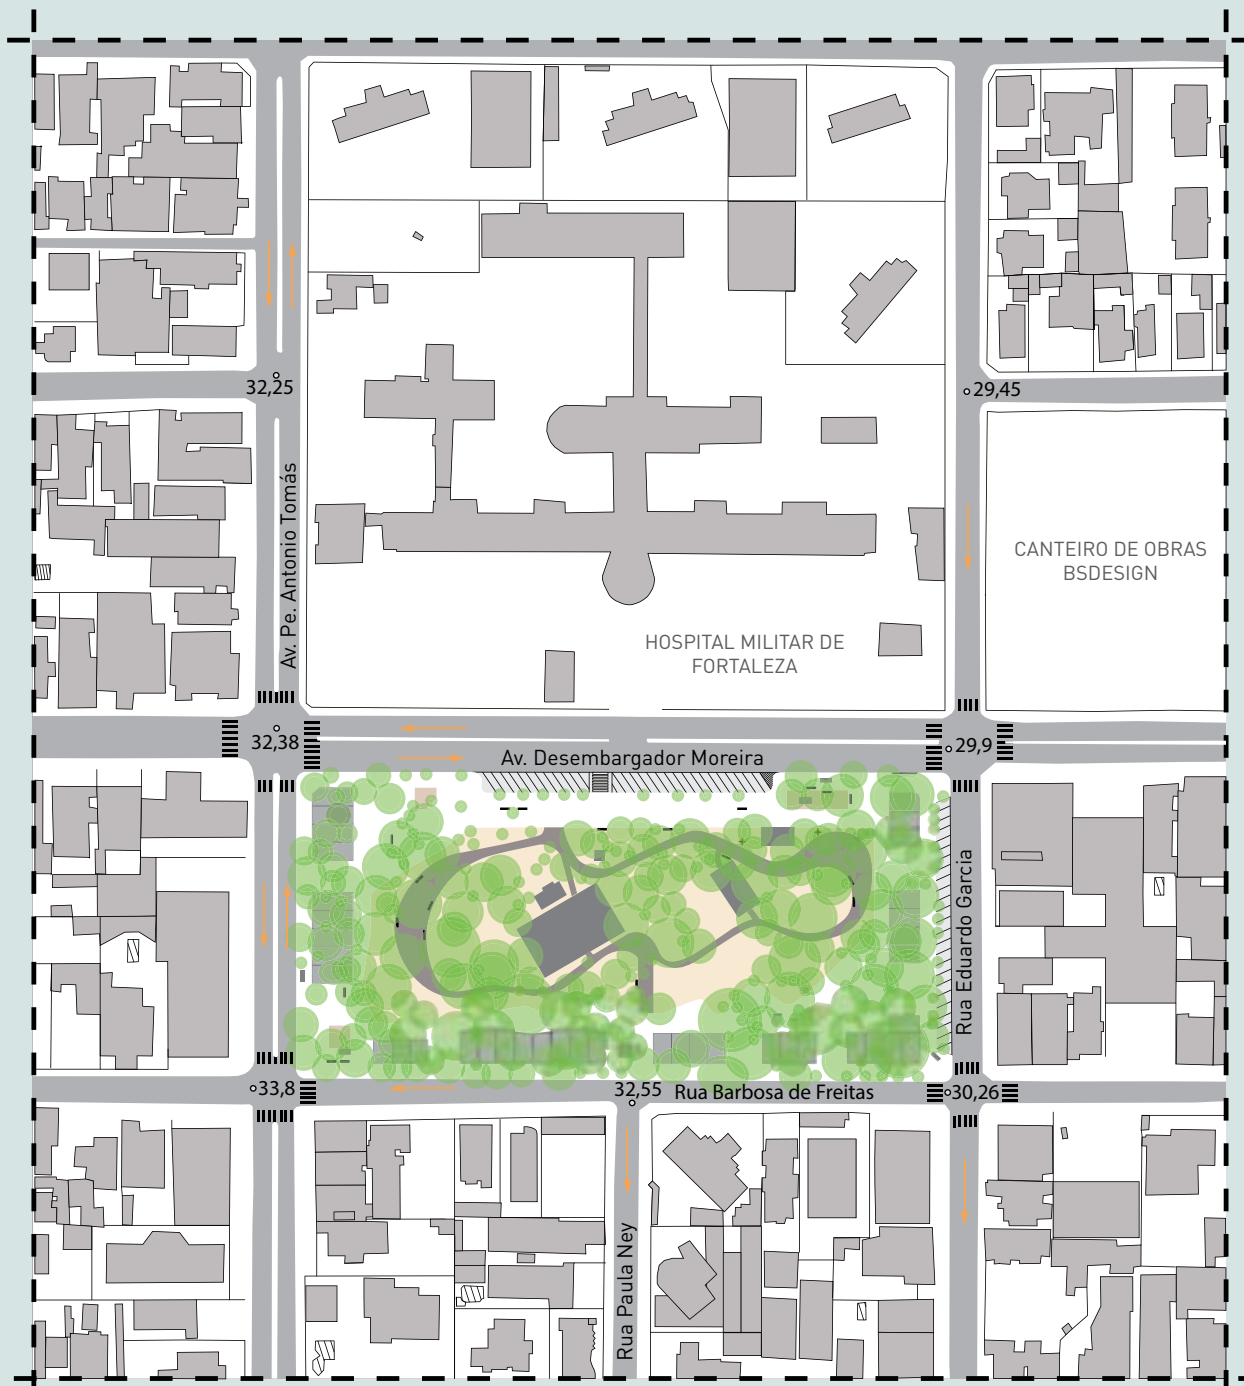 32,25
29,45
Av. Pe. Antonio Tomás
CANTEIRO DE OBRAS
BSDESIGN
HOSPITAL MILITAR DE
FORTALEZA
32,38
29,9
Av. Desembargador Moreira
Rua Eduardo Garcia
33,8
32,55
Rua Barbosa de Freitas
30,26
Rua Paula Ney